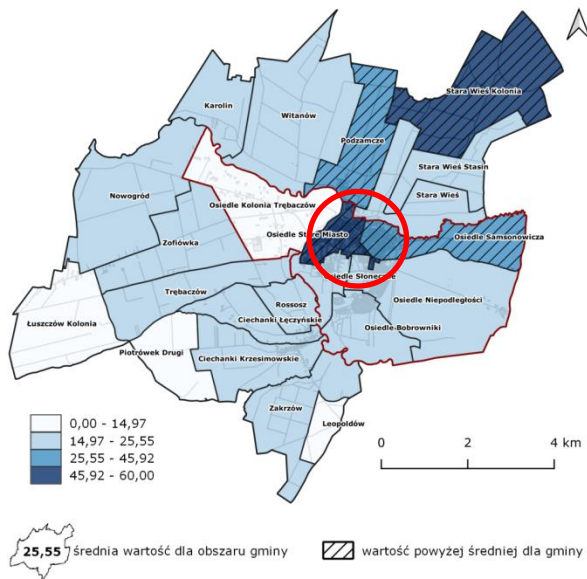 Karolin
Witanów
Stara Wieś Kolonia
Podzamcze
Stara Wieś Stasin
Nowogród
Stara Wieś
Osiedle Kolonia Trębaczów
Osiedle Stare Miasto
Osiedle Samsonowicza
Zofiówka
Osiedle Słoneczne
Trębaczów
Osiedle Niepodległości
Rossosz
Łuszczów Kolonia
Ciechanki Łęczyńskie
Osiedle Bobrowniki
Piotrówek Drugi
Ciechanki Krzesimowskie
Zakrzów
Leopoldów
0,00 - 14,97
14,97 - 25,55
25,55 - 45,92
45,92 - 60,00
0 2 4 km
25,55 średnia wartość dla obszaru gminy
wartość powyżej średniej dla gminy